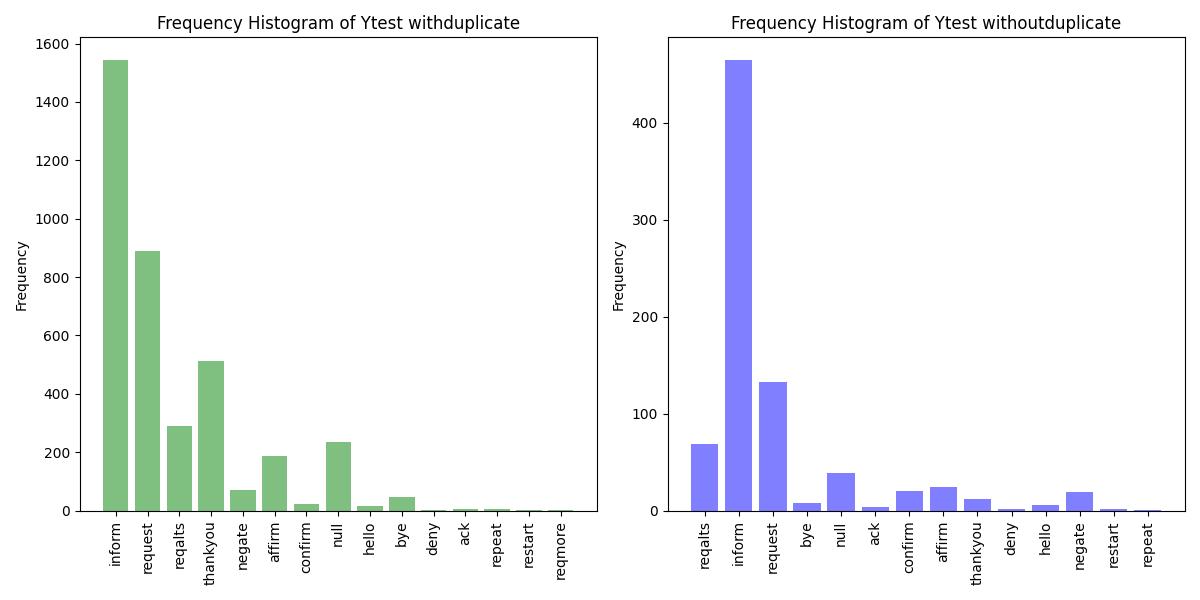 Frequency Histogram of Ytest withduplicate
Frequency
1600
1400
1200
1000
800
600
400
200
0
inform
request
reqalts
thankyou
negate
affirm
confirm
null
hello
bye
deny
ack
repeat
restart
reqmore
Frequency Histogram of Ytest withoutduplicate
Frequency
400
300
200
100
0
reqalts
inform
request
bye
null
ack
confirm
affirm
thankyou
deny
hello
negate
restart
repeat